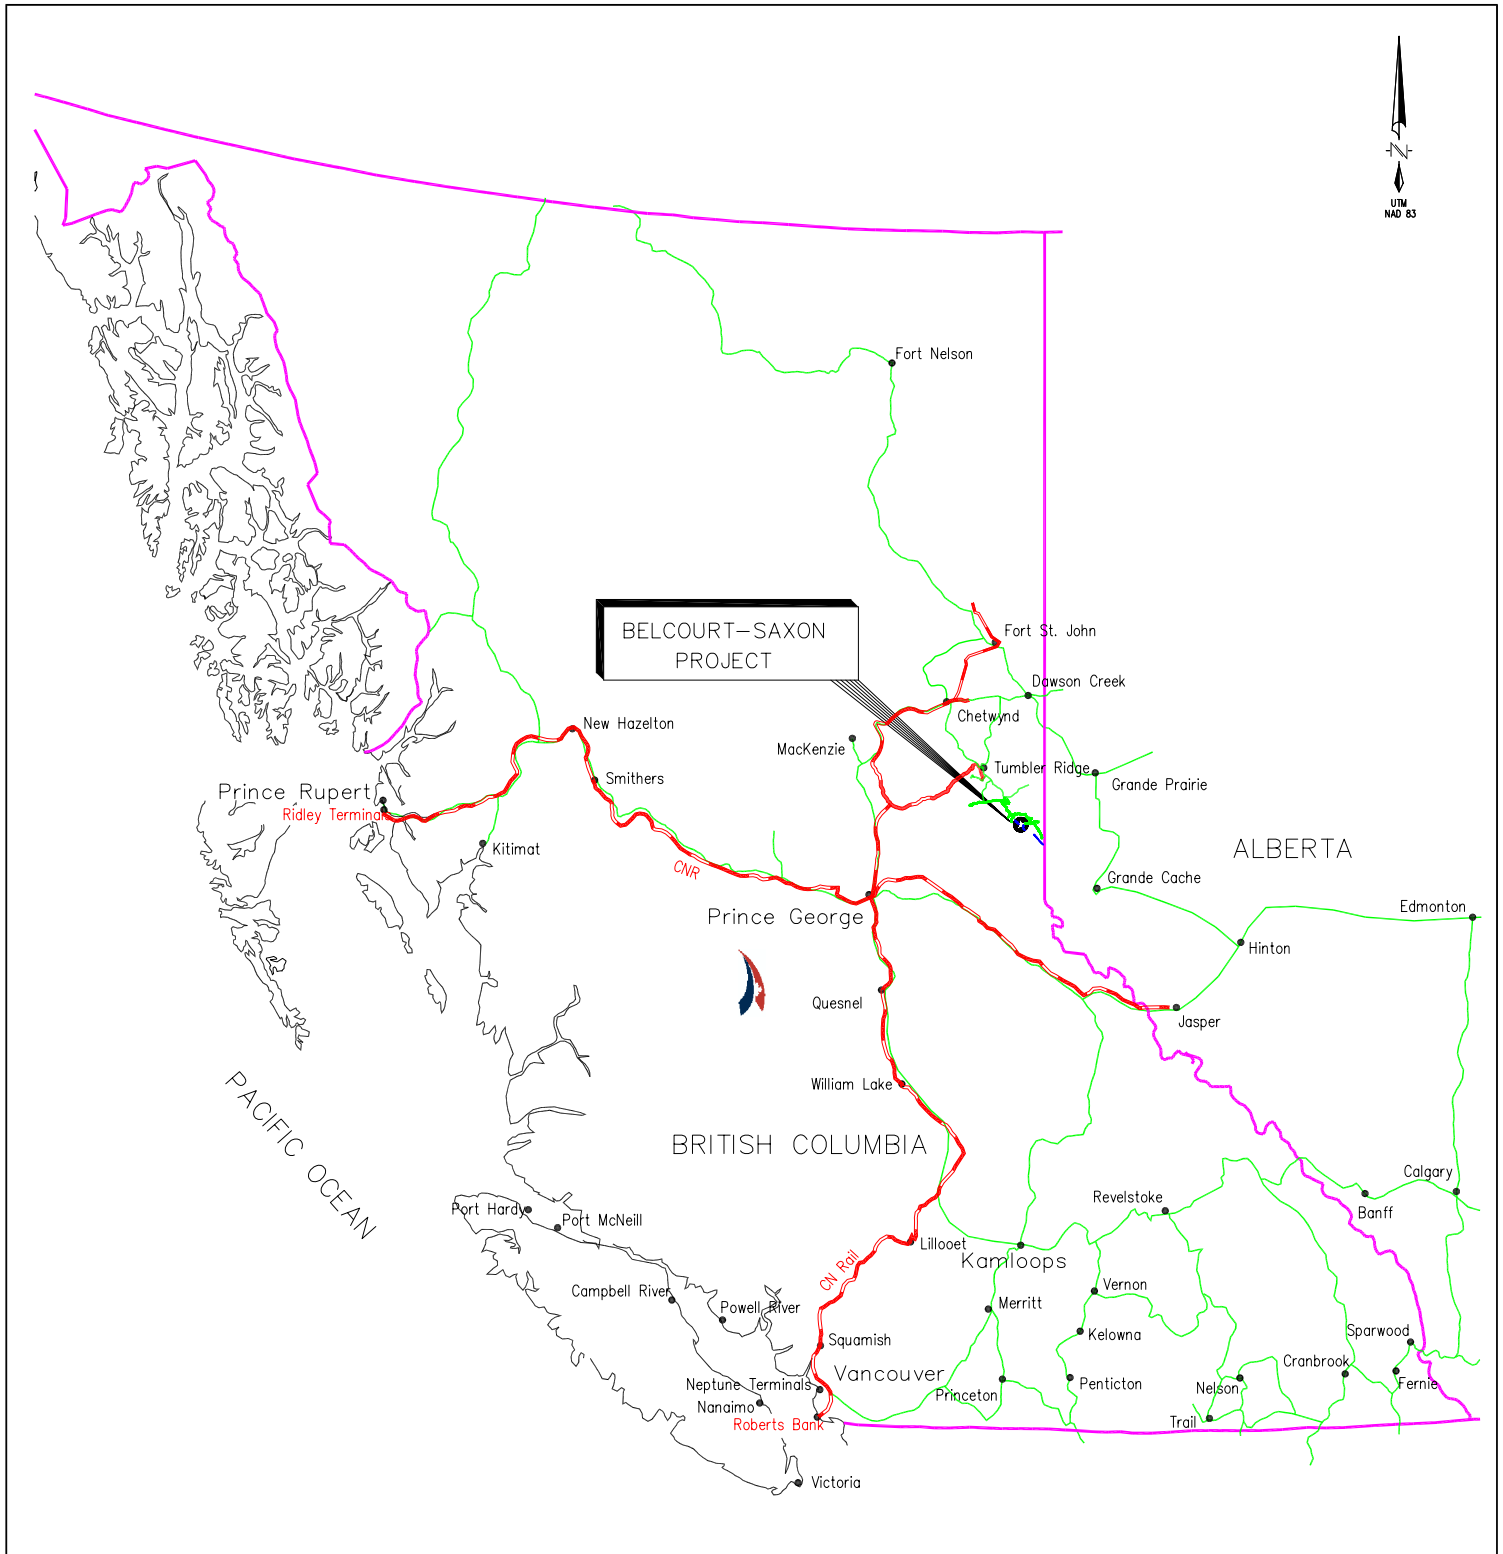 N
UTM
NAD 83
Fort Nelson
BELCOURT-SAXON
PROJECT
Fort St. John
Dawson Creek
Chetwynd
New Hazelton
MacKenzie
Tumbler Ridge
Smithers
Grande Prairie
Prince Rupert
Ridley Terminal
Kitimat
ALBERTA
CNR
Grande Cache
Edmonton
Prince George
Hinton
Quesnel
Jasper
William Lake
PACIFIC OCEAN
BRITISH COLUMBIA
Calgary
Revelstoke
Banff
Port Hardy
Port McNeill
Lillooet
Kamloops
CN Rail
Campbell River
Vernon
Powell River
Merritt
Kelowna
Sparwood
Squamish
Cranbrook
Vancouver
Neptune Terminals
Penticton
Nelson
Fernie
Princeton
Nanaimo
Trail
Roberts Bank
Victoria